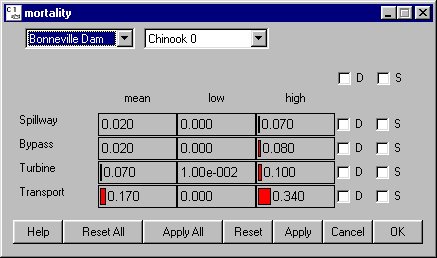 mortality
Bonneville Dam Chinook 0
D S
mean low high
Spillway 0.020 0.000 0.070 D S
Bypass 0.020 0.000 0.080 D S
Turbine 0.070 1.00e-002 0.100 D S
Transport 0.170 0.000 0.340 D S
Help Reset All Apply All Reset Apply Cancel OK